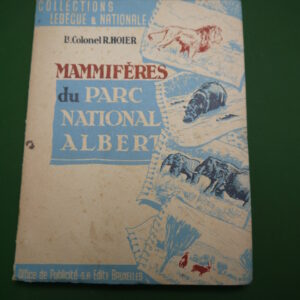 COLLECTIONS
LEBÈGUE & NATIONALE
Lt. Colonel R. HOIER
MAMMIFÈRES
du PARC
NATIONAL
ALBERT
Office de Publicité - S.A. Edit. BRUXELLES